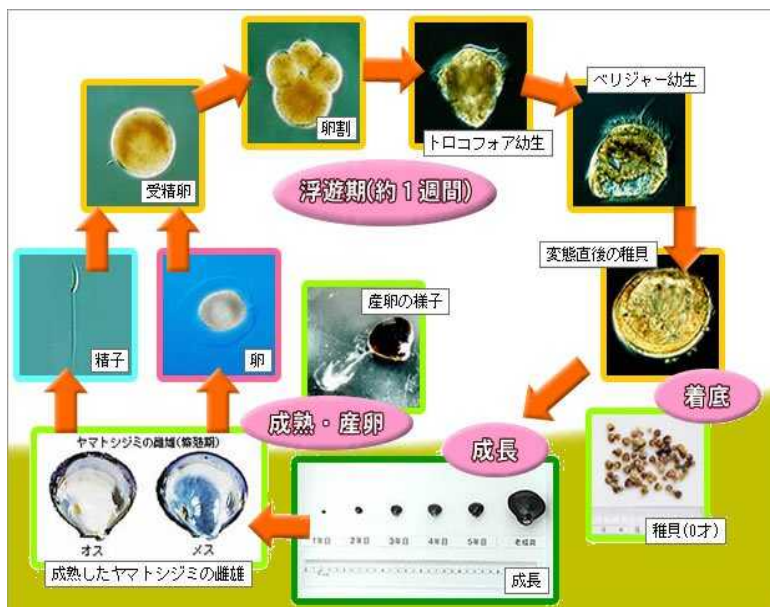 卵割
トロコフォア幼生
ベリジャー幼生
受精卵
浮遊期(約１週間)
変態直後の稚貝
精子
卵
産卵の様子
着底
成熟・産卵
成長
ヤマトシジミの雌雄(繁殖期)
オス
メス
成熟したヤマトシジミの雌雄
1年目
2年目
3年目
4年目
5年目
成長
稚貝(0才)